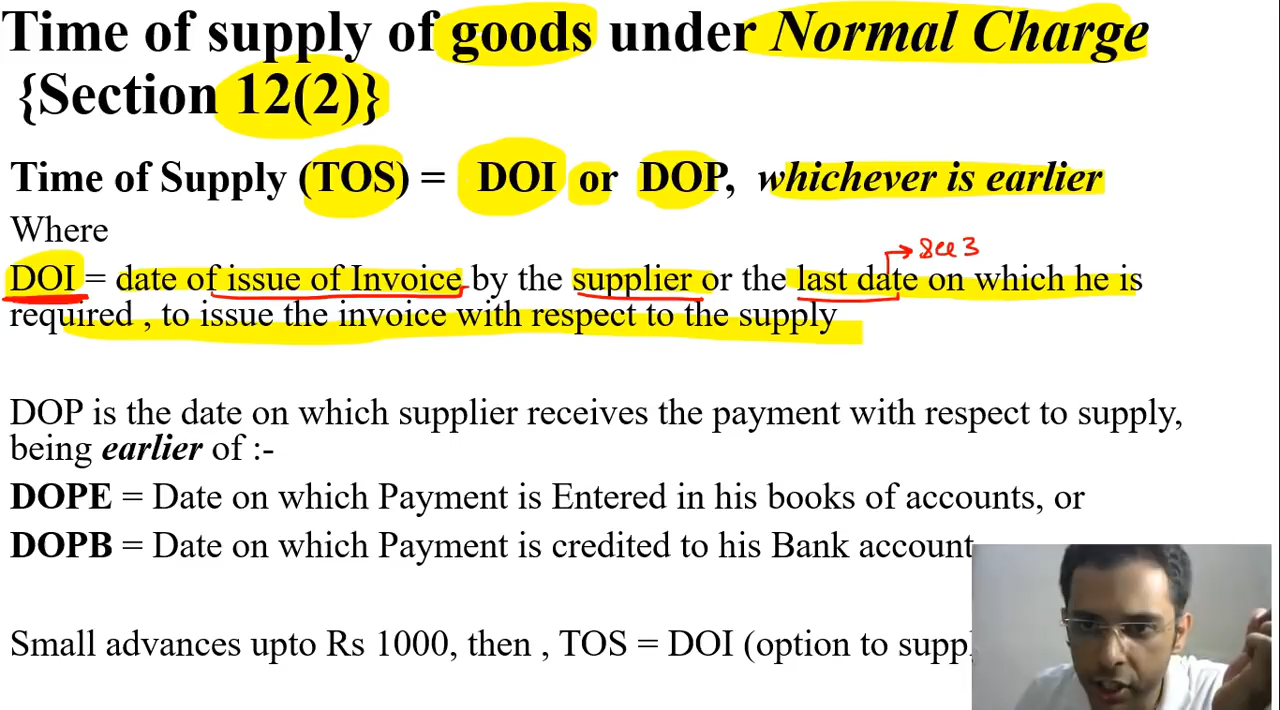 Time of supply of goods under Normal Charge
{Section 12(2)}
Time of Supply (TOS) = DOI or DOP, whichever is earlier
Where
DOI = date of issue of Invoice by the supplier or the last date on which he is
required , to issue the invoice with respect to the supply
DOP is the date on which supplier receives the payment with respect to supply,
being earlier of :-
DOPE = Date on which Payment is Entered in his books of accounts, or
DOPB = Date on which Payment is credited to his Bank account
Small advances upto Rs 1000, then , TOS = DOI (option to